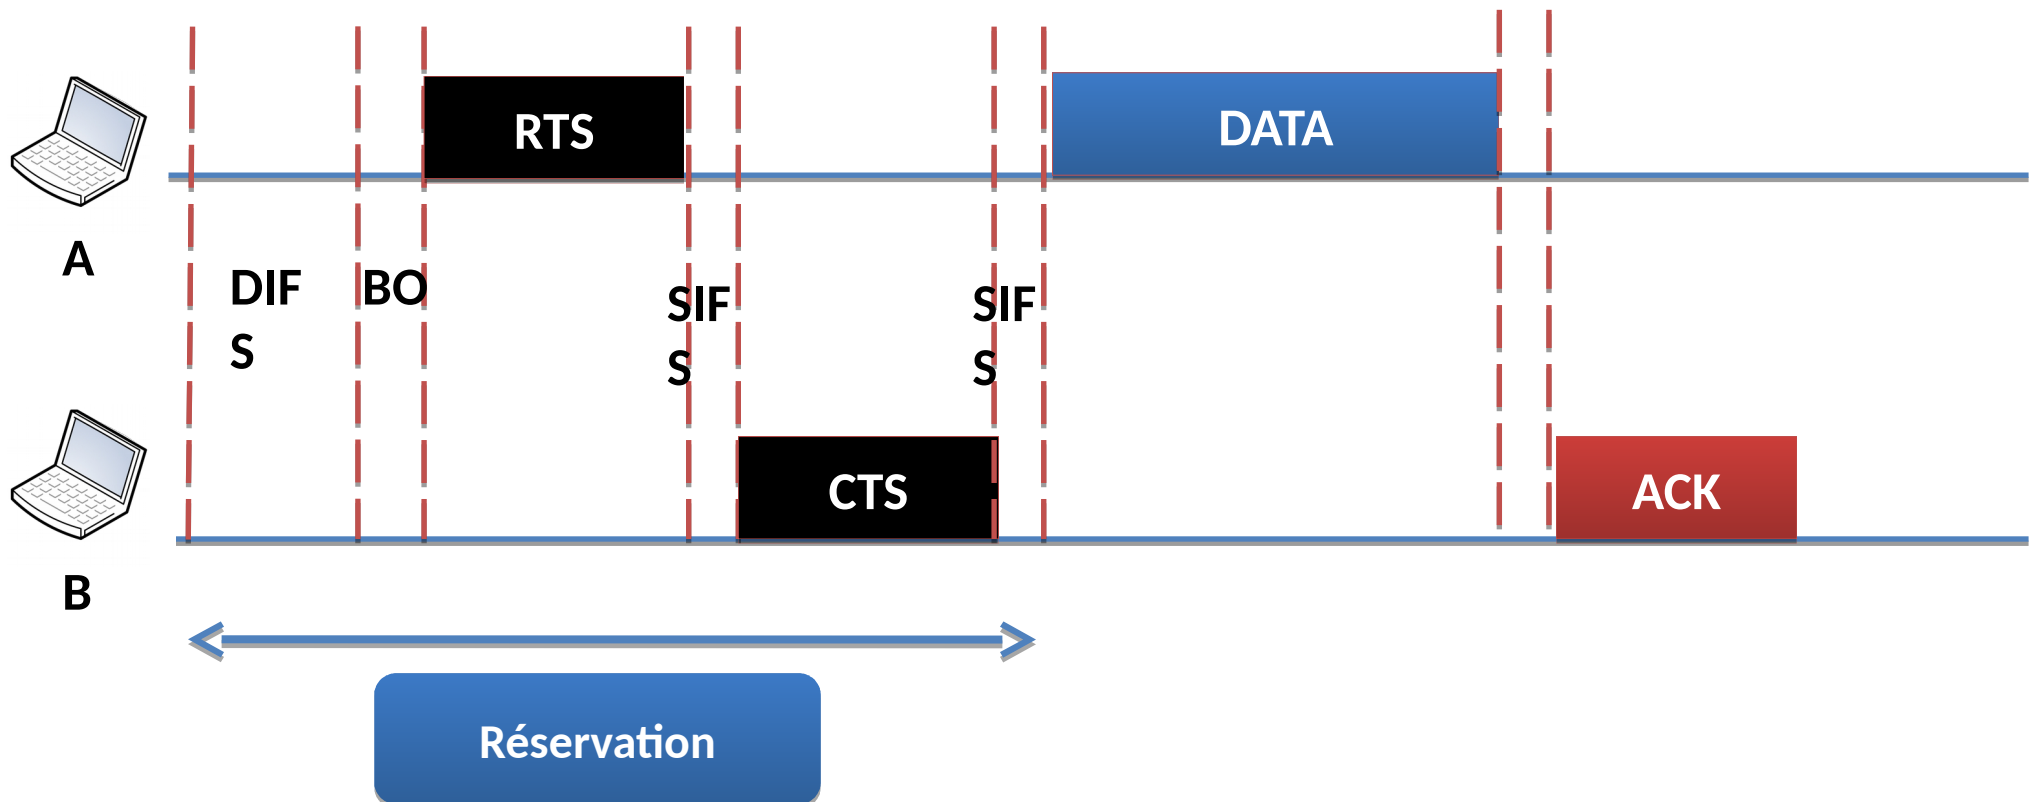 RTS
DATA
A
DIF
S
BO
SIF
S
SIF
S
CTS
ACK
B
Réservation